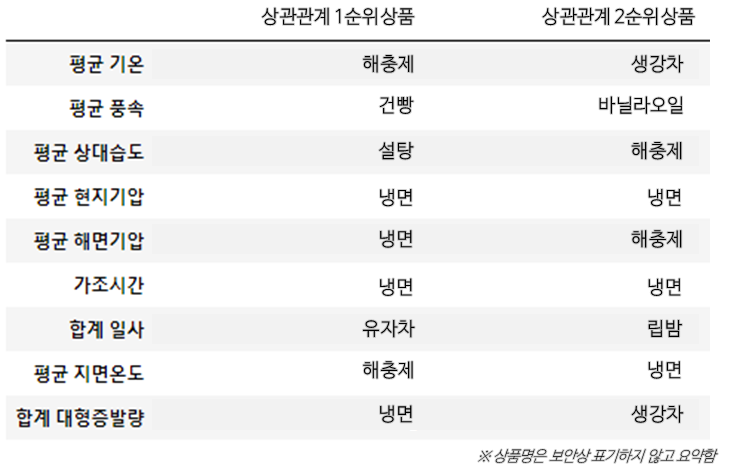 상관관계 1순위상품 상관관계 2순위상품
평균 기온 해충제 생강차
평균 풍속 건빵 바닐라오일
평균 상대습도 설탕 해충제
평균 현지기압 냉면 냉면
평균 해면기압 냉면 해충제
가조시간 냉면 냉면
합계 일사 유자차 립밤
평균 지면온도 해충제 냉면
합계 대형증발량 냉면 생강차
※ 상품명은 보안상 표기하지 않고 요약함